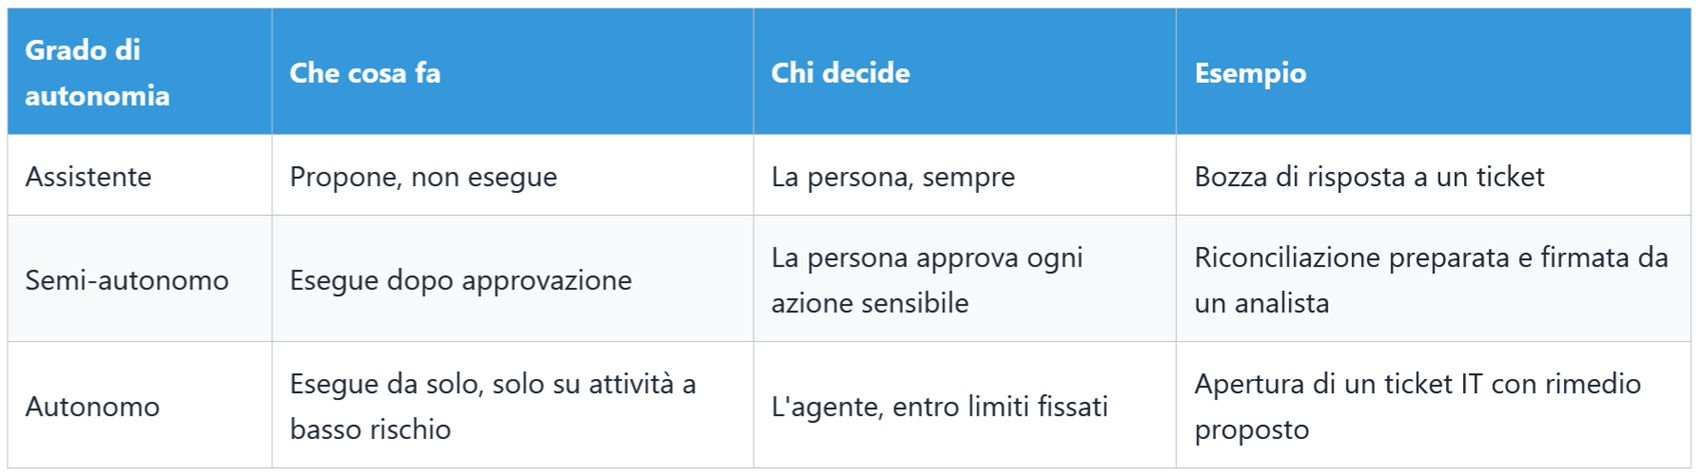 Grado di
autonomia
Che cosa fa
Chi decide
Esempio
Assistente
Propone, non esegue
La persona, sempre
Bozza di risposta a un ticket
Semi-autonomo
Esegue dopo approvazione
La persona approva ogni
azione sensibile
Riconciliazione preparata e firmata da
un analista
Autonomo
Esegue da solo, solo su attività a
basso rischio
L'agente, entro limiti fissati
Apertura di un ticket IT con rimedio
proposto